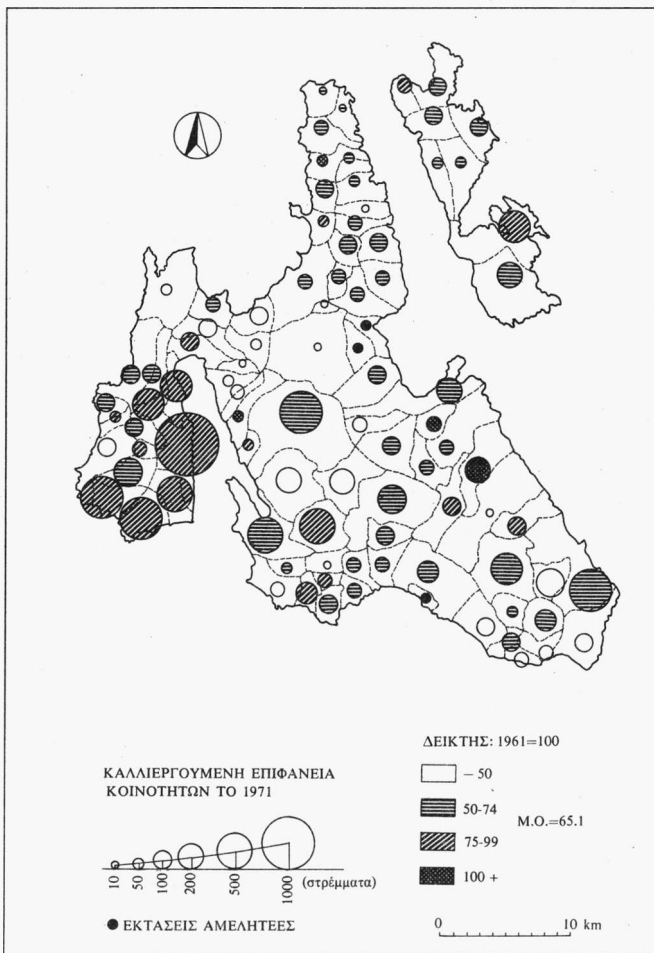 ΚΑΛΛΙΕΡΓΟΥΜΕΝΗ ΕΠΙΦΑΝΕΙΑ
ΚΟΙΝΟΤΗΤΩΝ ΤΟ 1971
10 50 100 200 500 1000 (στρέμματα)
ΕΚΤΑΣΕΙΣ ΑΜΕΛΗΤΕΕΣ
ΔΕΙΚΤΗΣ: 1961=100
– 50
50-74
Μ.Ο.=65.1
75-99
100 +
0 10 km